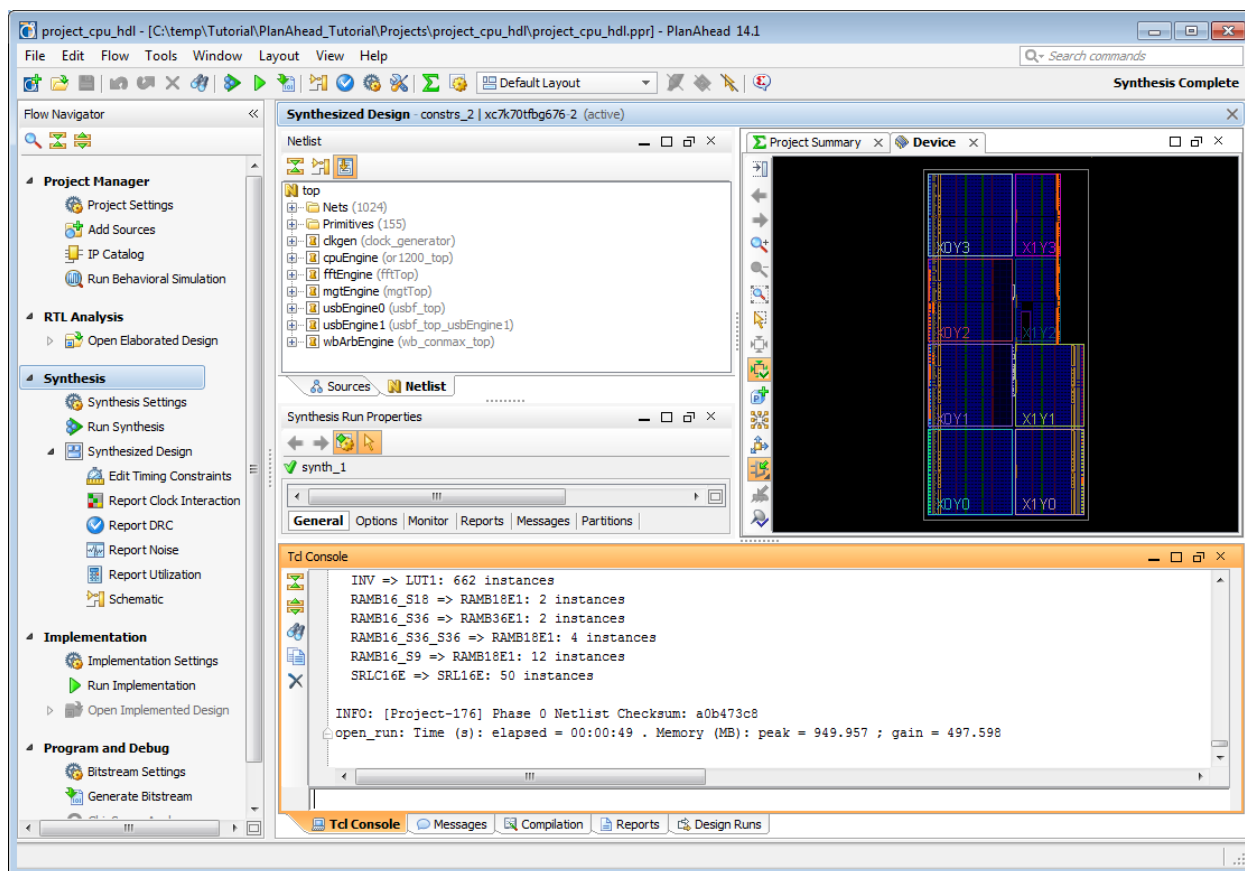 project_cpu_hdl - [C:\temp\Tutorial\PlanAhead_Tutorial\Projects\project_cpu_hdl\project_cpu_hdl.ppr] - PlanAhead 14.1
File Edit Flow Tools Window Layout View Help
Search commands
Default Layout
Synthesis Complete
Flow Navigator
Project Manager
Project Settings
Add Sources
IP Catalog
Run Behavioral Simulation
RTL Analysis
Open Elaborated Design
Synthesis
Synthesis Settings
Run Synthesis
Synthesized Design
Edit Timing Constraints
Report Clock Interaction
Report DRC
Report Noise
Report Utilization
Schematic
Implementation
Implementation Settings
Run Implementation
Open Implemented Design
Program and Debug
Bitstream Settings
Generate Bitstream
Synthesized Design - constrs_2 | xc7k70tfbg676-2 (active)
Netlist
top
Nets (1024)
Primitives (155)
clkgen (clock_generator)
cpuEngine (or1200_top)
fftEngine (fftTop)
mgtEngine (mgtTop)
usbEngine0 (usbf_top)
usbEngine1 (usbf_top_usbEngine1)
wbArbEngine (wb_conmax_top)
Sources Netlist
Synthesis Run Properties
synth_1
General Options Monitor Reports Messages Partitions
Project Summary Device
X0Y3 X1Y3
X0Y2 X1Y2
X0Y1 X1Y1
X0Y0 X1Y0
Tcl Console
INV => LUT1: 662 instances
RAMB16_S18 => RAMB18E1: 2 instances
RAMB16_S36 => RAMB36E1: 2 instances
RAMB16_S36_S36 => RAMB18E1: 4 instances
RAMB16_S9 => RAMB18E1: 12 instances
SRLC16E => SRL16E: 50 instances
INFO: [Project-176] Phase 0 Netlist Checksum: a0b473c8
open_run: Time (s): elapsed = 00:00:49 . Memory (MB): peak = 949.957 ; gain = 497.598
Tcl Console Messages Compilation Reports Design Runs